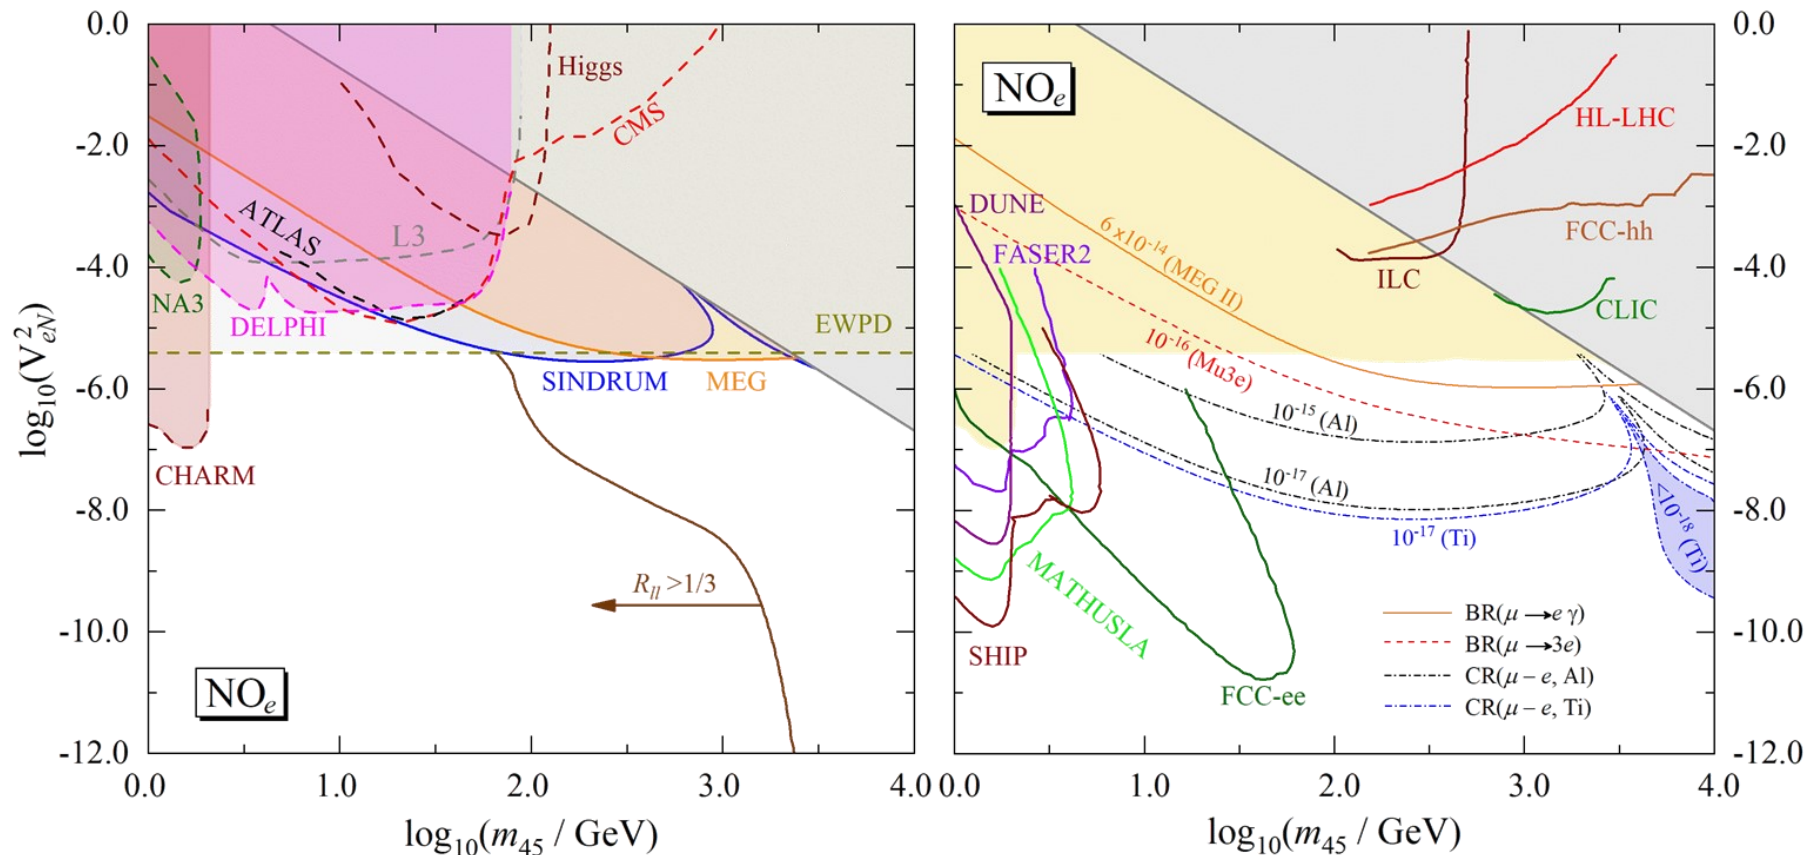 0.0
-2.0
-4.0
-6.0
-8.0
-10.0
-12.0
log₁₀(V²ₑN)
Higgs
CMS
ATLAS
L3
NA3
DELPHI
EWPD
SINDRUM
MEG
CHARM
Rₗₗ >1/3
NOₑ
0.0 1.0 2.0 3.0 4.0
log₁₀(m₄₅ / GeV)
NOₑ
HL-LHC
DUNE
FASER2
6×10⁻¹⁴ (MEG II)
FCC-hh
ILC
CLIC
10⁻¹⁶ (Mu3e)
10⁻¹⁵ (Al)
10⁻¹⁷ (Al)
10⁻¹⁷ (Ti)
<10⁻¹⁸ (Ti)
MATHUSLA
SHIP
FCC-ee
BR(μ→e γ)
BR(μ→3e)
CR(μ – e, Al)
CR(μ – e, Ti)
0.0
-2.0
-4.0
-6.0
-8.0
-10.0
-12.0
0.0 1.0 2.0 3.0 4.0
log₁₀(m₄₅ / GeV)